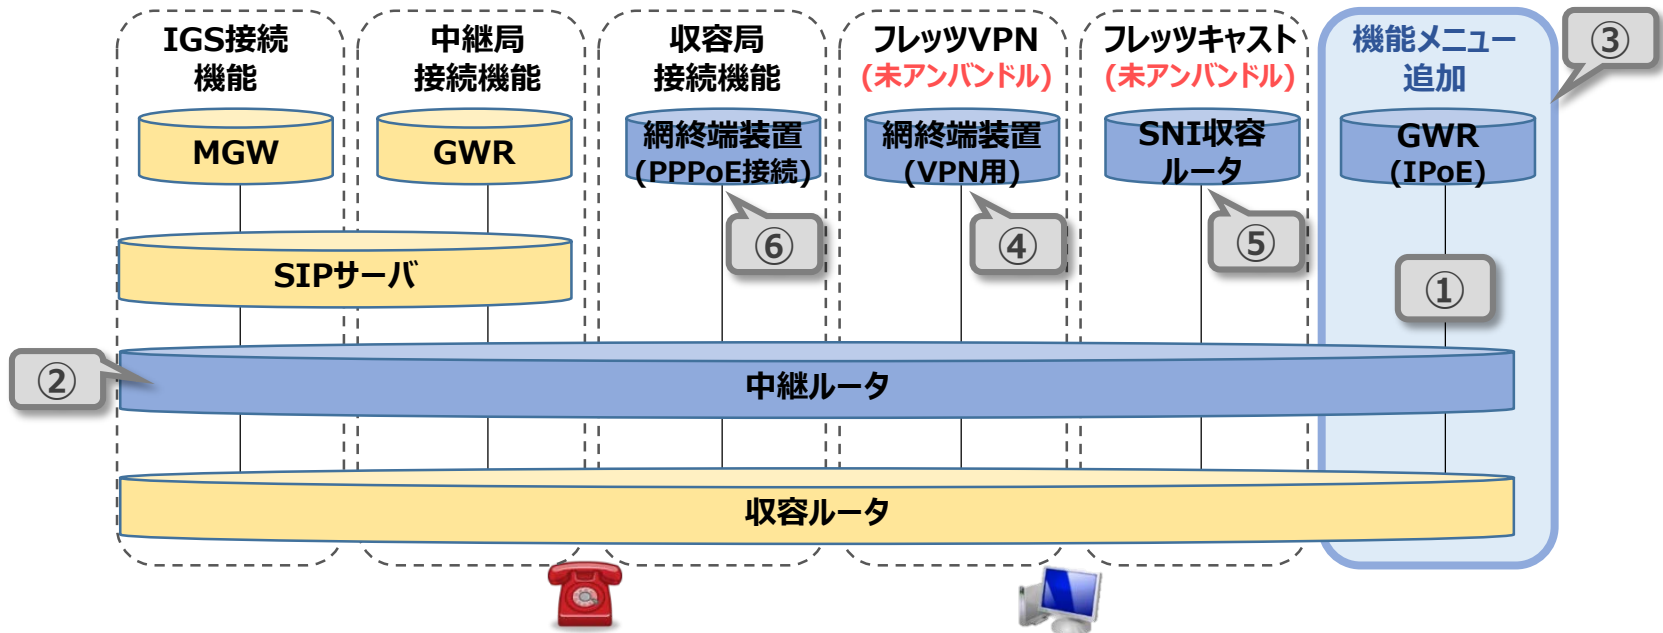 IGS接続
機能
中継局
接続機能
収容局
接続機能
フレッツVPN
(未アンバンドル)
フレッツキャスト
(未アンバンドル)
機能メニュー
追加
③
MGW
GWR
網終端装置
(PPPoE接続)
網終端装置
(VPN用)
SNI収容
ルータ
GWR
(IPoE)
⑥
④
⑤
SIPサーバ
①
②
中継ルータ
収容ルータ